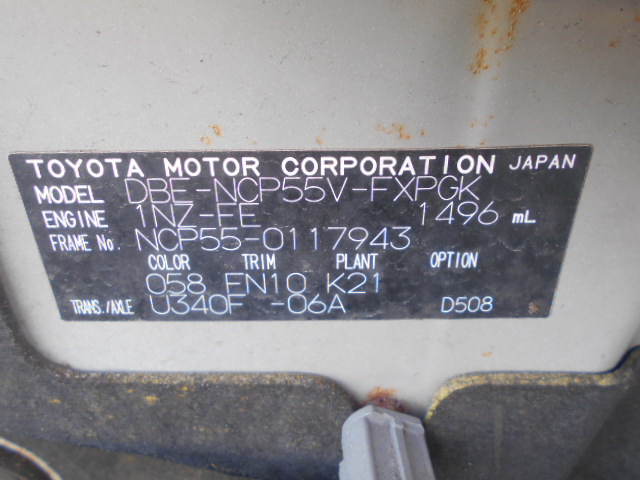 TOYOTA MOTOR CORPORATION JAPAN
MODEL DBE-NCP55V-FXPGK
ENGINE 1NZ-FE 1496 mL
FRAME No. NCP55-0117943
COLOR TRIM PLANT OPTION
058 FN10 K21
TRANS./AXLE U340F -06A D508